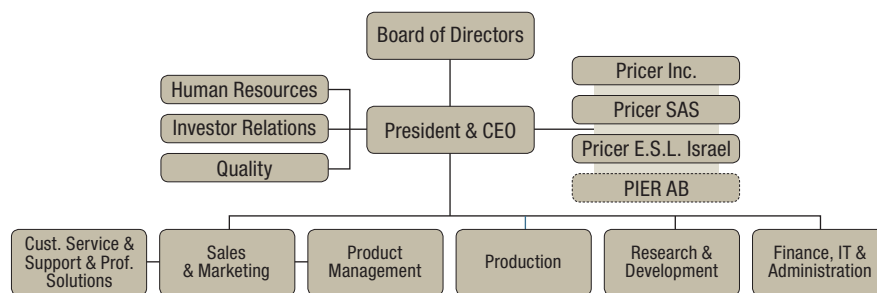 Board of Directors
Human Resources
Investor Relations
Quality
President & CEO
Pricer Inc.
Pricer SAS
Pricer E.S.L. Israel
PIER AB
Cust. Service &
Support & Prof.
Solutions
Sales
& Marketing
Product
Management
Production
Research &
Development
Finance, IT &
Administration